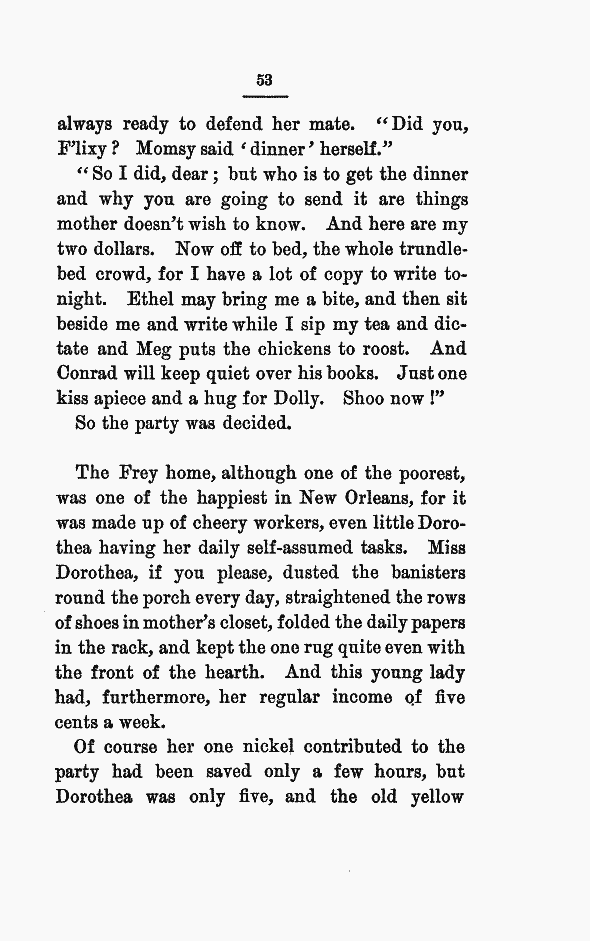 53
always ready to defend her mate. “Did you,
F’lixy? Momsy said ‘dinner’ herself.”
“So I did, dear; but who is to get the dinner
and why you are going to send it are things
mother doesn’t wish to know. And here are my
two dollars. Now off to bed, the whole trundle-
bed crowd, for I have a lot of copy to write to-
night. Ethel may bring me a bite, and then sit
beside me and write while I sip my tea and dic-
tate and Meg puts the chickens to roost. And
Conrad will keep quiet over his books. Just one
kiss apiece and a hug for Dolly. Shoo now!”
So the party was decided.
The Frey home, although one of the poorest,
was one of the happiest in New Orleans, for it
was made up of cheery workers, even little Doro-
thea having her daily self-assumed tasks. Miss
Dorothea, if you please, dusted the banisters
round the porch every day, straightened the rows
of shoes in mother’s closet, folded the daily papers
in the rack, and kept the one rug quite even with
the front of the hearth. And this young lady
had, furthermore, her regular income of five
cents a week.
Of course her one nickel contributed to the
party had been saved only a few hours, but
Dorothea was only five, and the old yellow